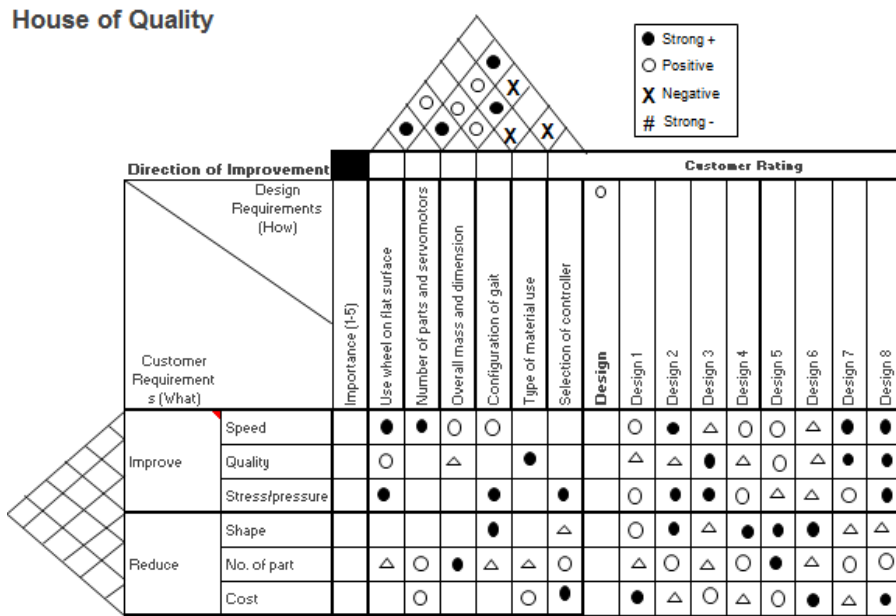 House of Quality
Strong +
Positive
X Negative
# Strong -
X
X X
Direction of Improvement
Customer Rating
Design
Requirements
(How)
Customer
Requirement
s (What)
Importance (1-5)
Use wheel on flat surface
Number of parts and servomotors
Overall mass and dimension
Configuration of gait
Type of material use
Selection of controller
Design
Design 1
Design 2
Design 3
Design 4
Design 5
Design 6
Design 7
Design 8
Improve
Speed
Quality
Stress/pressure
Reduce
Shape
No. of part
Cost